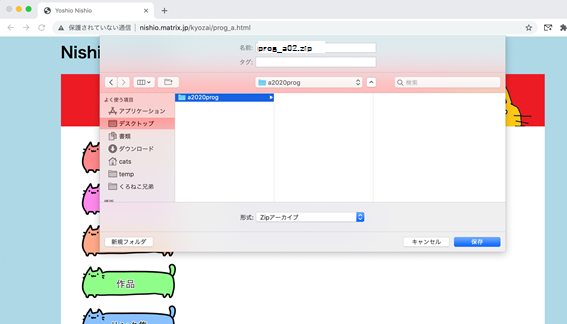 Yoshio Nishio
保護されていない通信 | nishio.matrix.jp/kyozai/prog_a.html
Nishi
名前: prog_a02.zip
タグ:
a2020prog
検索
よく使う項目
アプリケーション
デスクトップ
書類
ダウンロード
cats
temp
くろねこ兄弟
a2020prog
形式: Zipアーカイブ
新規フォルダ
キャンセル
保存
作品